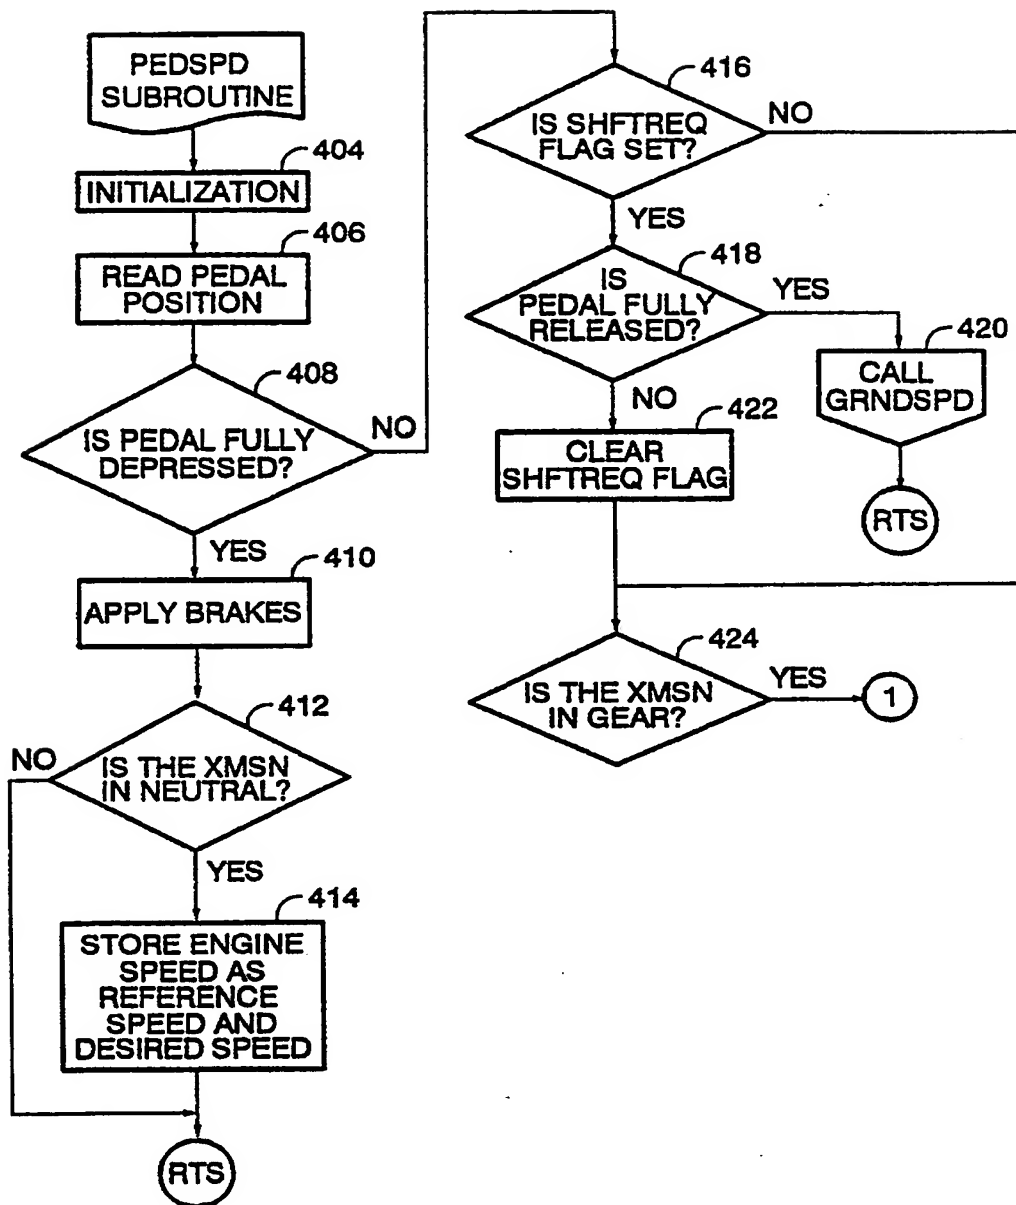 PEDSPD
SUBROUTINE
404
INITIALIZATION
406
READ PEDAL
POSITION
408
IS PEDAL FULLY
DEPRESSED?
NO
YES
410
APPLY BRAKES
412
NO
IS THE XMSN
IN NEUTRAL?
YES
414
STORE ENGINE
SPEED AS
REFERENCE
SPEED AND
DESIRED SPEED
RTS
416
IS SHFTREQ
FLAG SET?
NO
YES
418
IS
PEDAL FULLY
RELEASED?
YES
420
CALL
GRNDSPD
RTS
NO
422
CLEAR
SHFTREQ FLAG
424
IS THE XMSN
IN GEAR?
YES
1